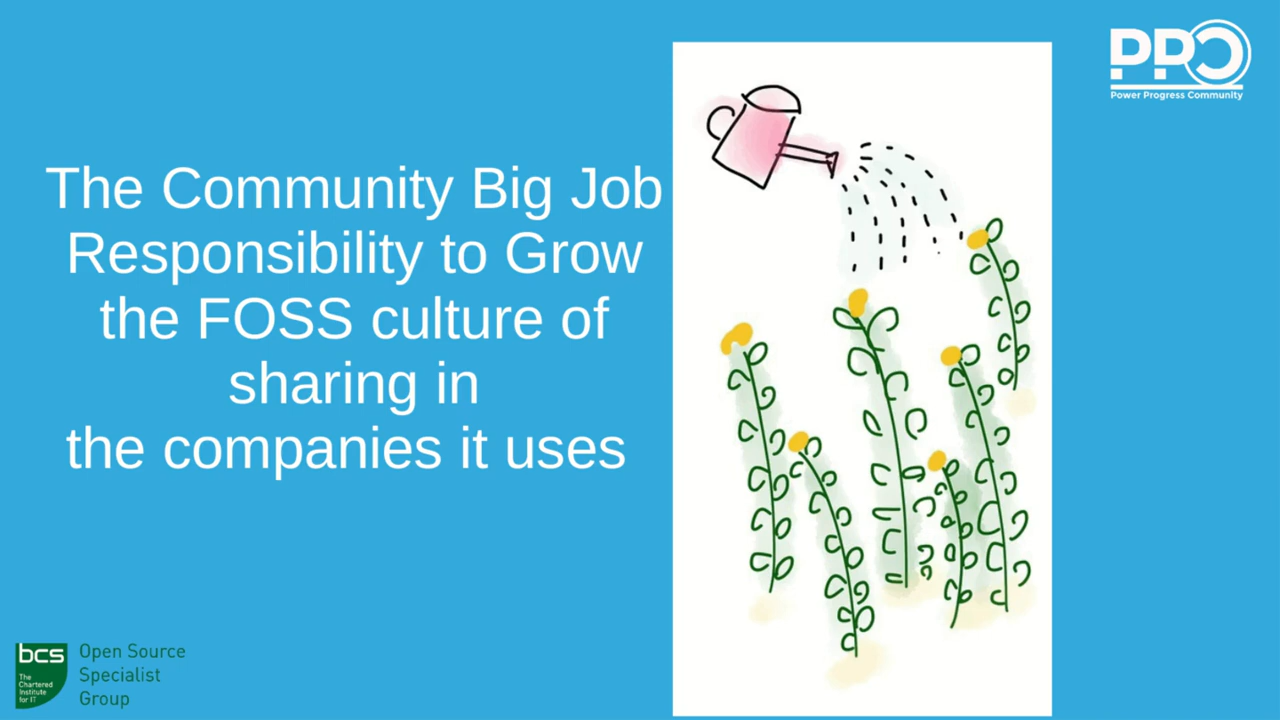 PPC
Power Progress Community
The Community Big Job
Responsibility to Grow
the FOSS culture of
sharing in
the companies it uses
bcs
The
Chartered
Institute
for IT
Open Source
Specialist
Group